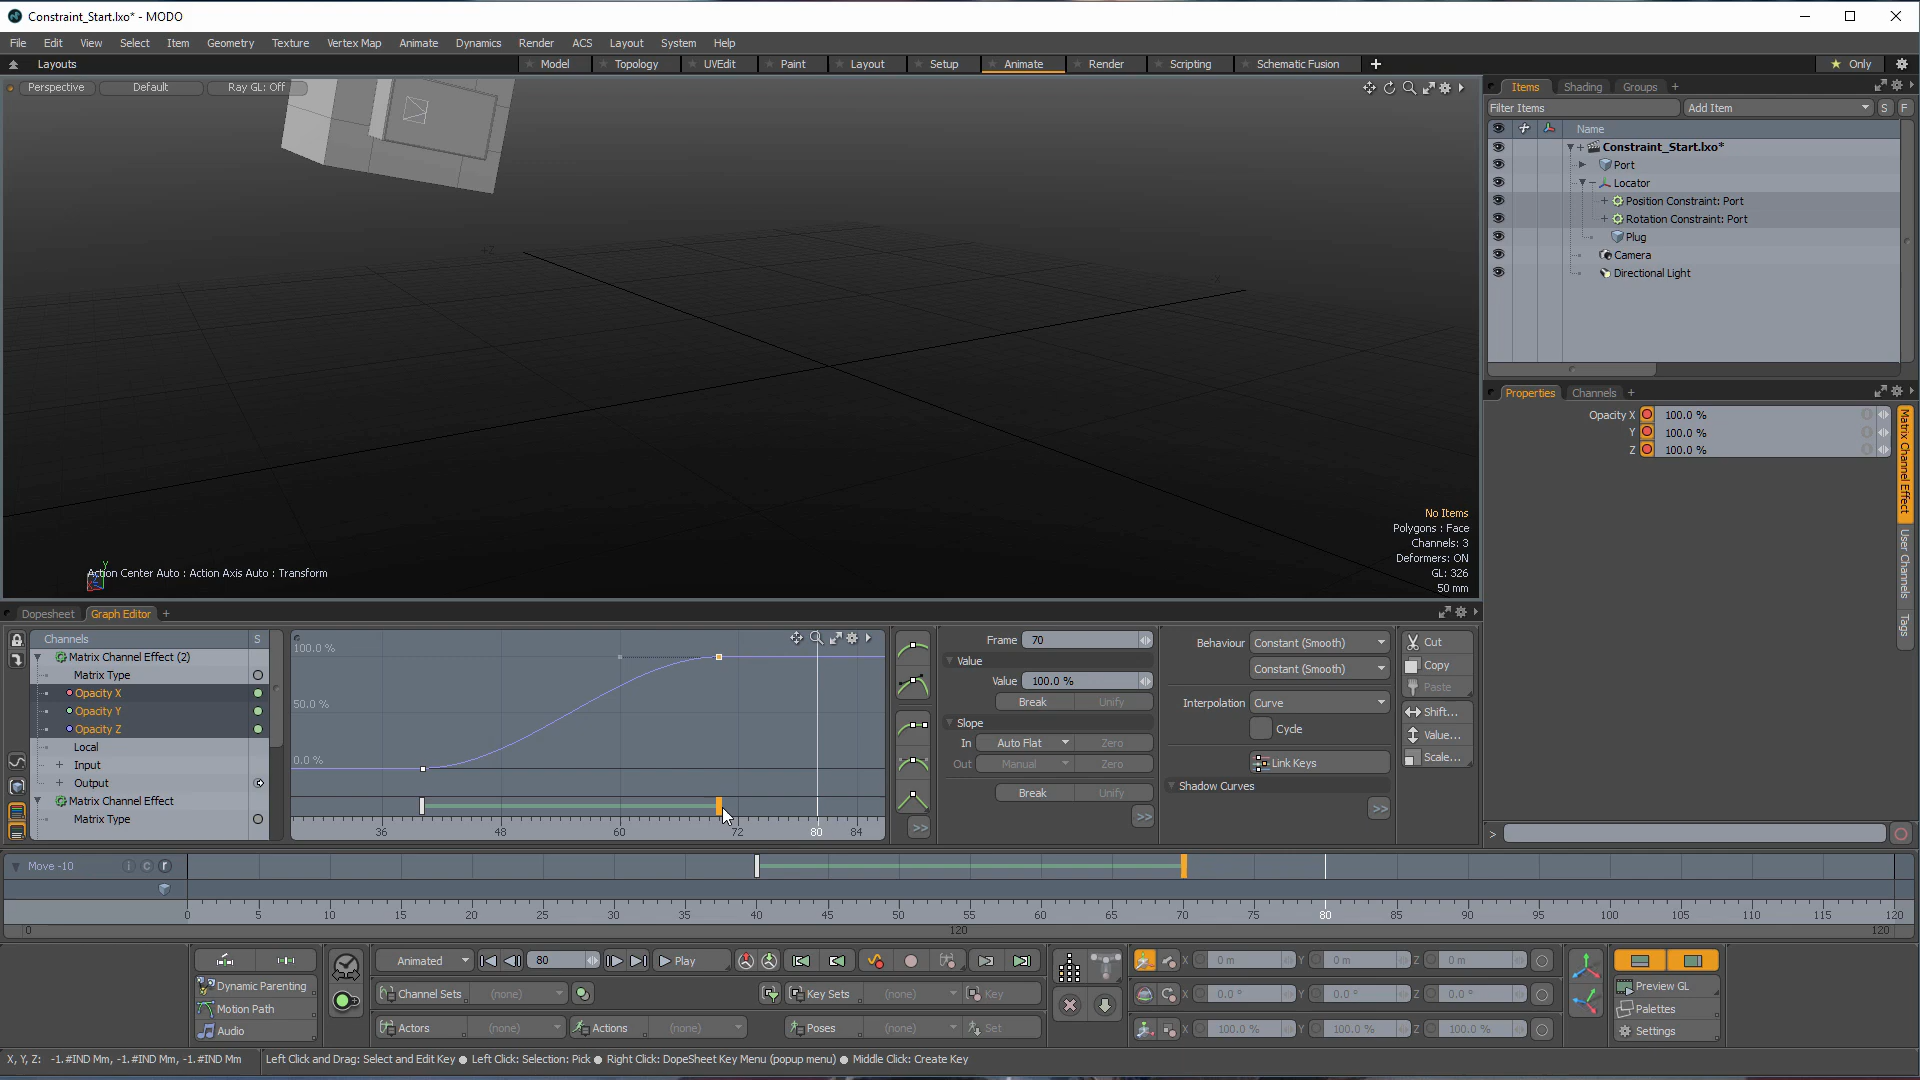 Constraint_Start.lxo* - MODO
File Edit View Select Item Geometry Texture Vertex Map Animate Dynamics Render ACS Layout System Help
Layouts Model Topology UVEdit Paint Layout Setup Animate Render Scripting Schematic Fusion Only
Perspective Default Ray GL: Off
No Items
Polygons : Face
Channels: 3
Deformers: ON
GL: 326
50 mm
Action Center Auto : Action Axis Auto : Transform
Items Shading Groups +
Filter Items Add Item S F
Name
Constraint_Start.lxo*
Port
Locator
Position Constraint: Port
Rotation Constraint: Port
Plug
Camera
Directional Light
Properties Channels +
Opacity X 100.0 %
Y 100.0 %
Z 100.0 %
Matrix Channel Effect
User Channels
Tags
Dopesheet Graph Editor +
Channels S
Matrix Channel Effect (2)
Matrix Type
Opacity X
Opacity Y
Opacity Z
Local
Input
Output
Matrix Channel Effect
Matrix Type
100.0 %
50.0 %
0.0 %
36 48 60 72 80 84
Frame 70
Value
Value 100.0 %
Break Unify
Slope
In Auto Flat Zero
Out Manual Zero
Break
>>
Behaviour Constant (Smooth)
Constant (Smooth)
Interpolation Curve
Cycle
Link Keys
Shadow Curves
>>
Cut
Copy
Paste
Shift...
Value...
Scale...
Move -10 i c r
0 5 10 15 20 25 30 35 40 45 50 55 60 65 70 75 80 85 90 95 100 105 110 115 120
0 120 120
Animated 80 Play
Dynamic Parenting
Motion Path
Audio
Channel Sets (none) Key Sets (none) Key
Actors (none) Actions (none) Poses (none) Set
X 0 m Y 0 m Z 0 m
X 0.0 ° Y 0.0 ° Z 0.0 °
X 100.0 % Y 100.0 % Z 100.0 %
Preview GL
Palettes
Settings
X, Y, Z: -1.#IND Mm, -1.#IND Mm, -1.#IND Mm Left Click and Drag: Select and Edit Key ● Left Click: Selection: Pick ● Right Click: DopeSheet Key Menu (popup menu) ● Middle Click: Create Key